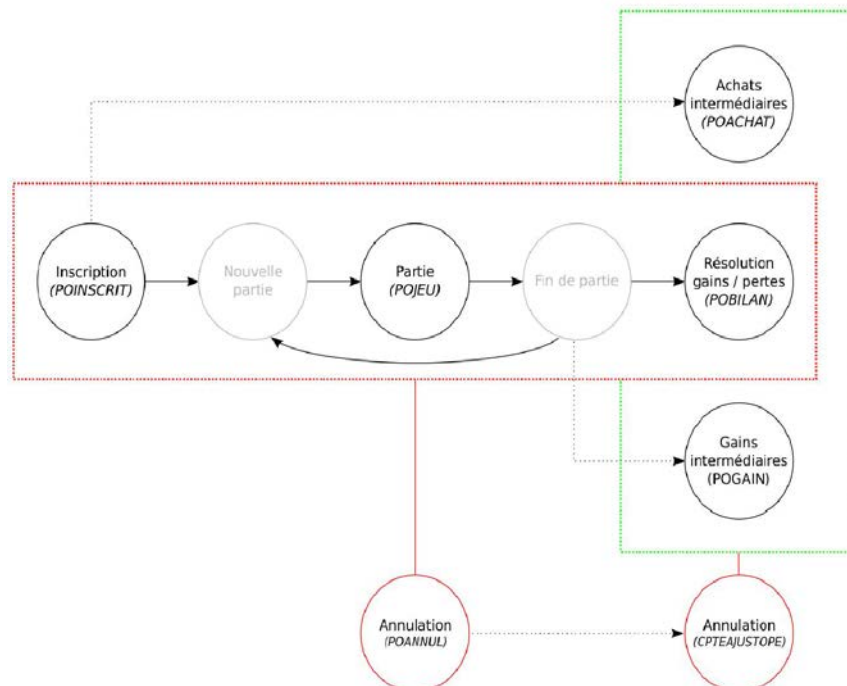 Achats
intermédiaires
(POACHAT)
Inscription
(POINSCRIT)
Nouvelle
partie
Partie
(POJEU)
Fin de partie
Résolution
gains / pertes
(POBILAN)
Gains
intermédiaires
(POGAIN)
Annulation
(POANNUL)
Annulation
(CPTEAJUSTOPE)